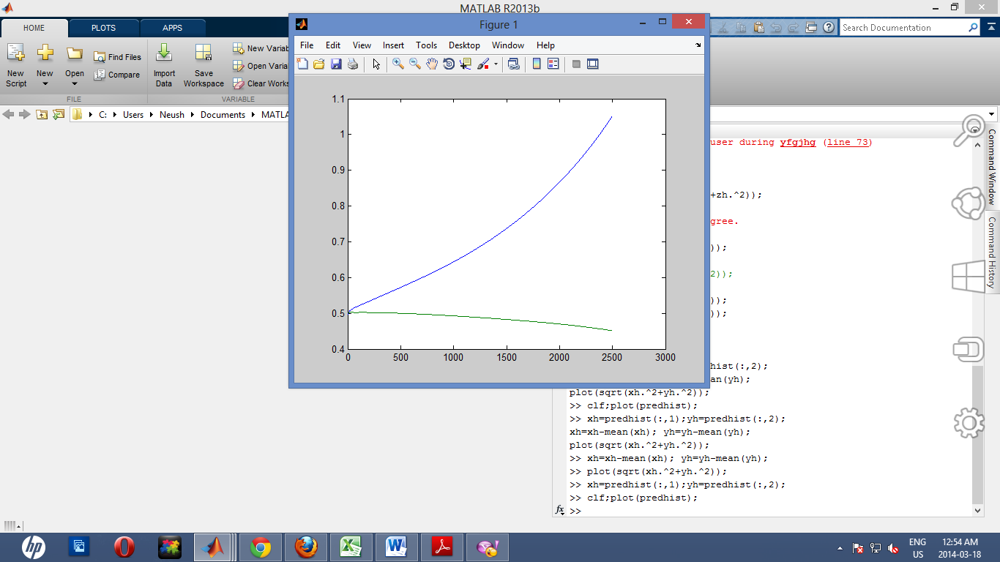 MATLAB R2013b
HOME PLOTS APPS
Search Documentation
New Script
New
Open
Find Files
Compare
Import Data
Save Workspace
New Variab
Open Varia
Clear Works
FILE
VARIABLE
C: Users Neush Documents MATLA
Figure 1
File Edit View Insert Tools Desktop Window Help
1.1
1
0.9
0.8
0.7
0.6
0.5
0.4
0 500 1000 1500 2000 2500 3000
user during yfgjhg (line 73)
+zh.^2));
gree.
));
2));
));
));
hist(:,2);
an(yh);
plot(sqrt(xh.^2+yh.^2));
>> clf;plot(predhist);
>> xh=predhist(:,1);yh=predhist(:,2);
xh=xh-mean(xh); yh=yh-mean(yh);
plot(sqrt(xh.^2+yh.^2));
>> xh=xh-mean(xh); yh=yh-mean(yh);
>> plot(sqrt(xh.^2+yh.^2));
>> xh=predhist(:,1);yh=predhist(:,2);
>> clf;plot(predhist);
fx >>
Command Window
Command History
hp
ENG
US
12:54 AM
2014-03-18